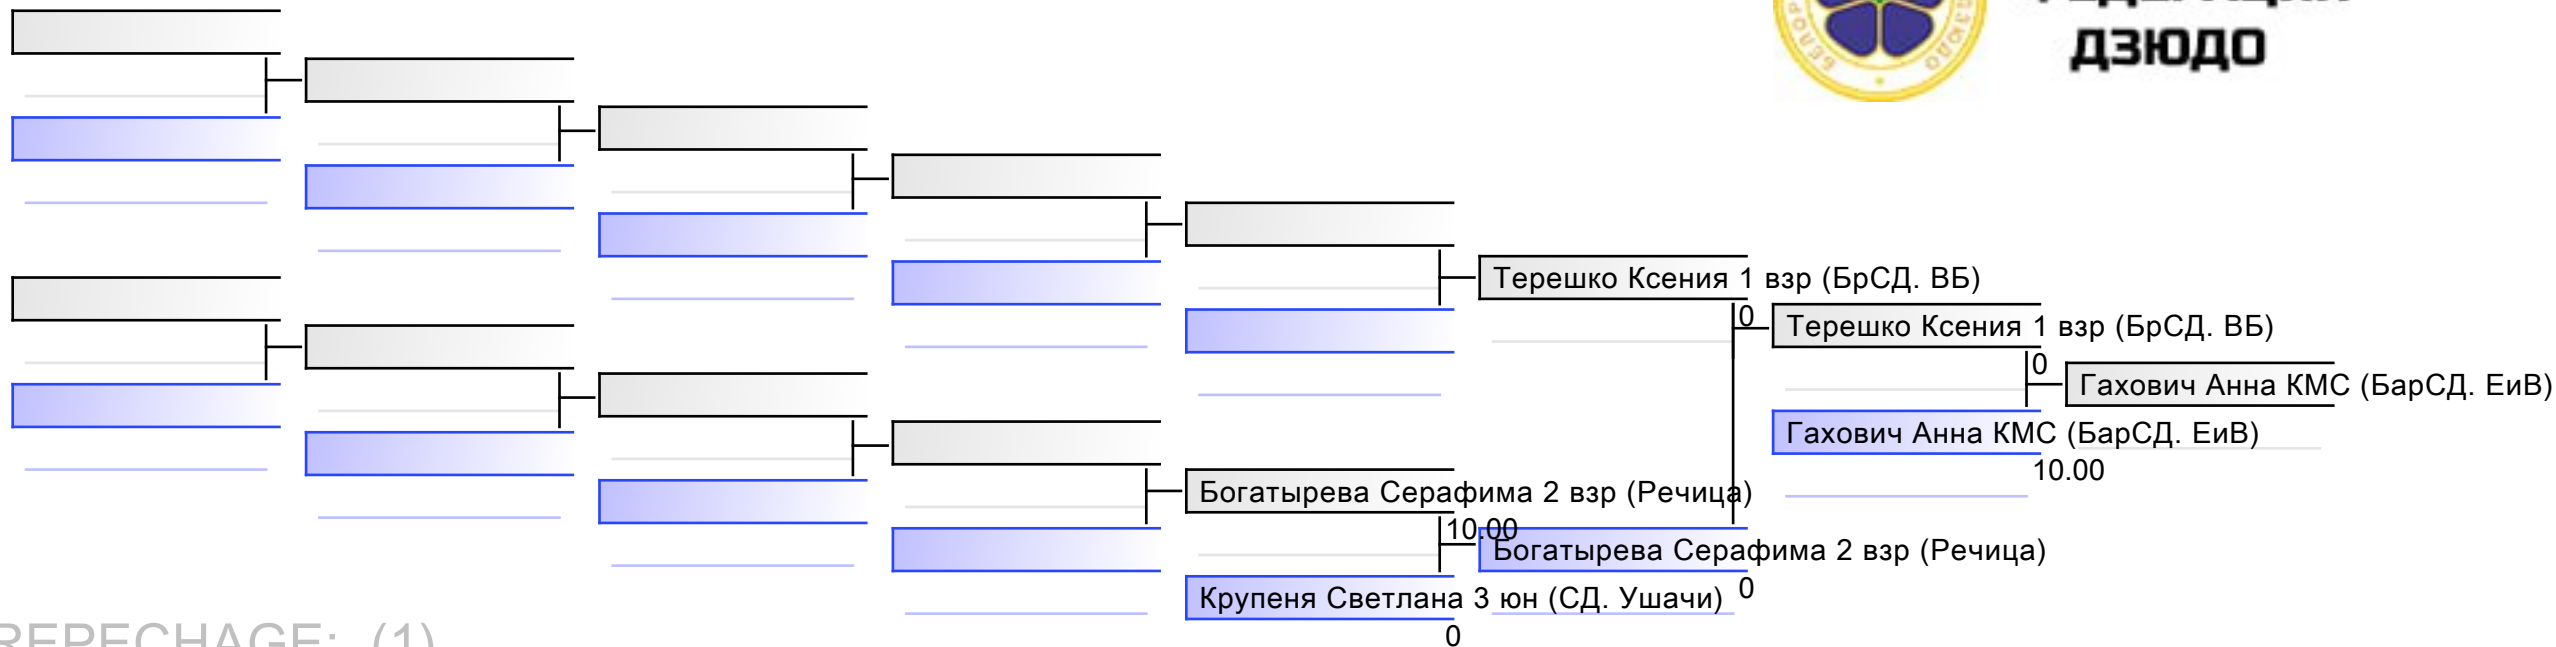 ДЗЮДО
Терешко Ксения 1 взр (БрСД. ВБ)
0
Терешко Ксения 1 взр (БрСД. ВБ)
0
Гахович Анна КМС (БарСД. ЕиВ)
Гахович Анна КМС (БарСД. ЕиВ)
10.00
Богатырева Серафима 2 взр (Речица)
10.00
Богатырева Серафима 2 взр (Речица)
0
Крупеня Светлана 3 юн (СД. Ушачи)
0
REPECHAGE: (1)